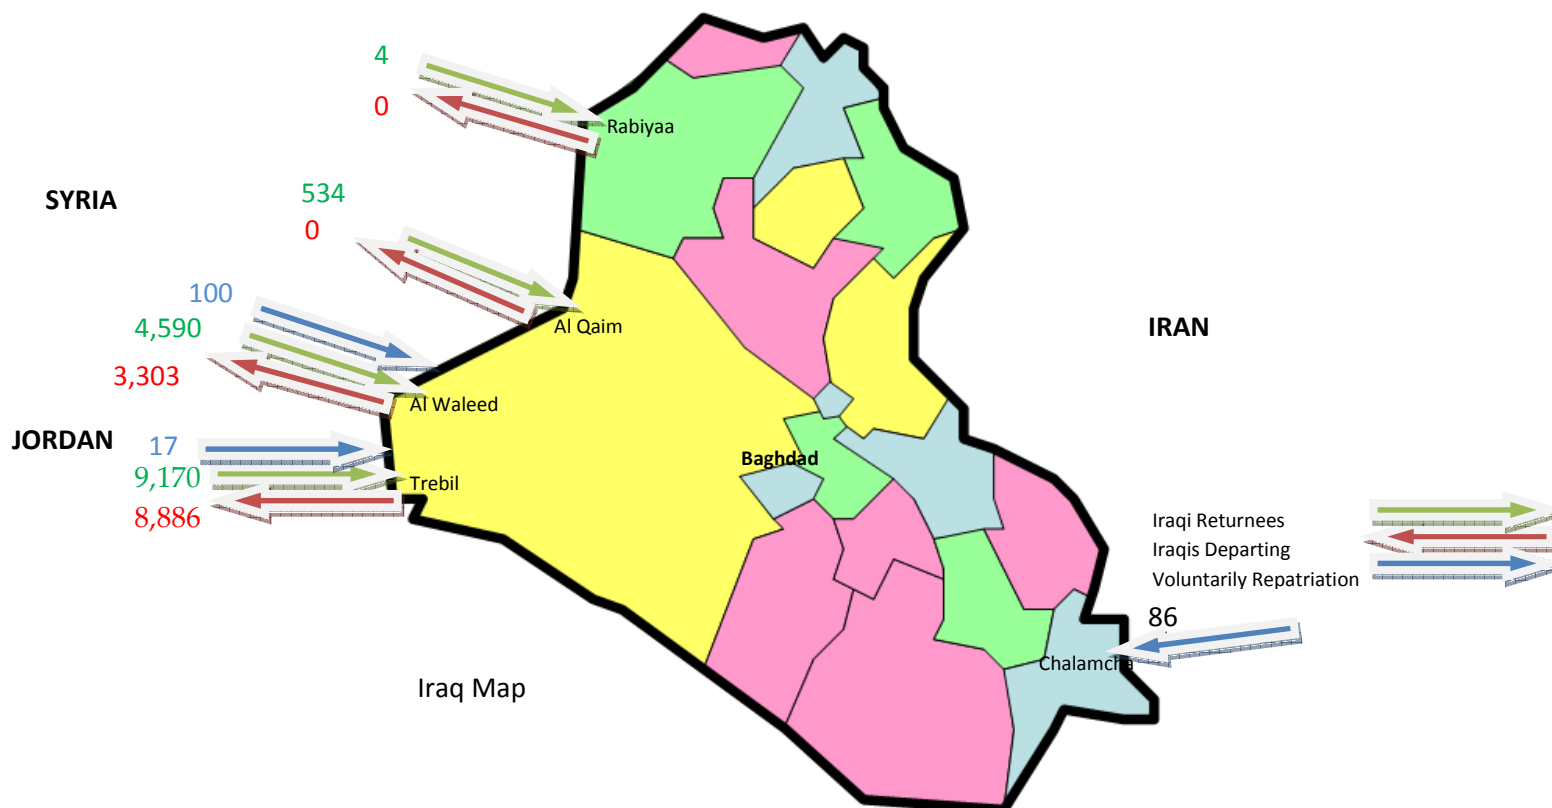 4
0
Rabiyaa
SYRIA
534
0
100
4,590
3,303
Al Qaim
IRAN
Al Waleed
JORDAN
17
9,170
8,886
Trebil
Baghdad
Iraqi Returnees
Iraqis Departing
Voluntarily Repatriation
86
Chalamcha
Iraq Map